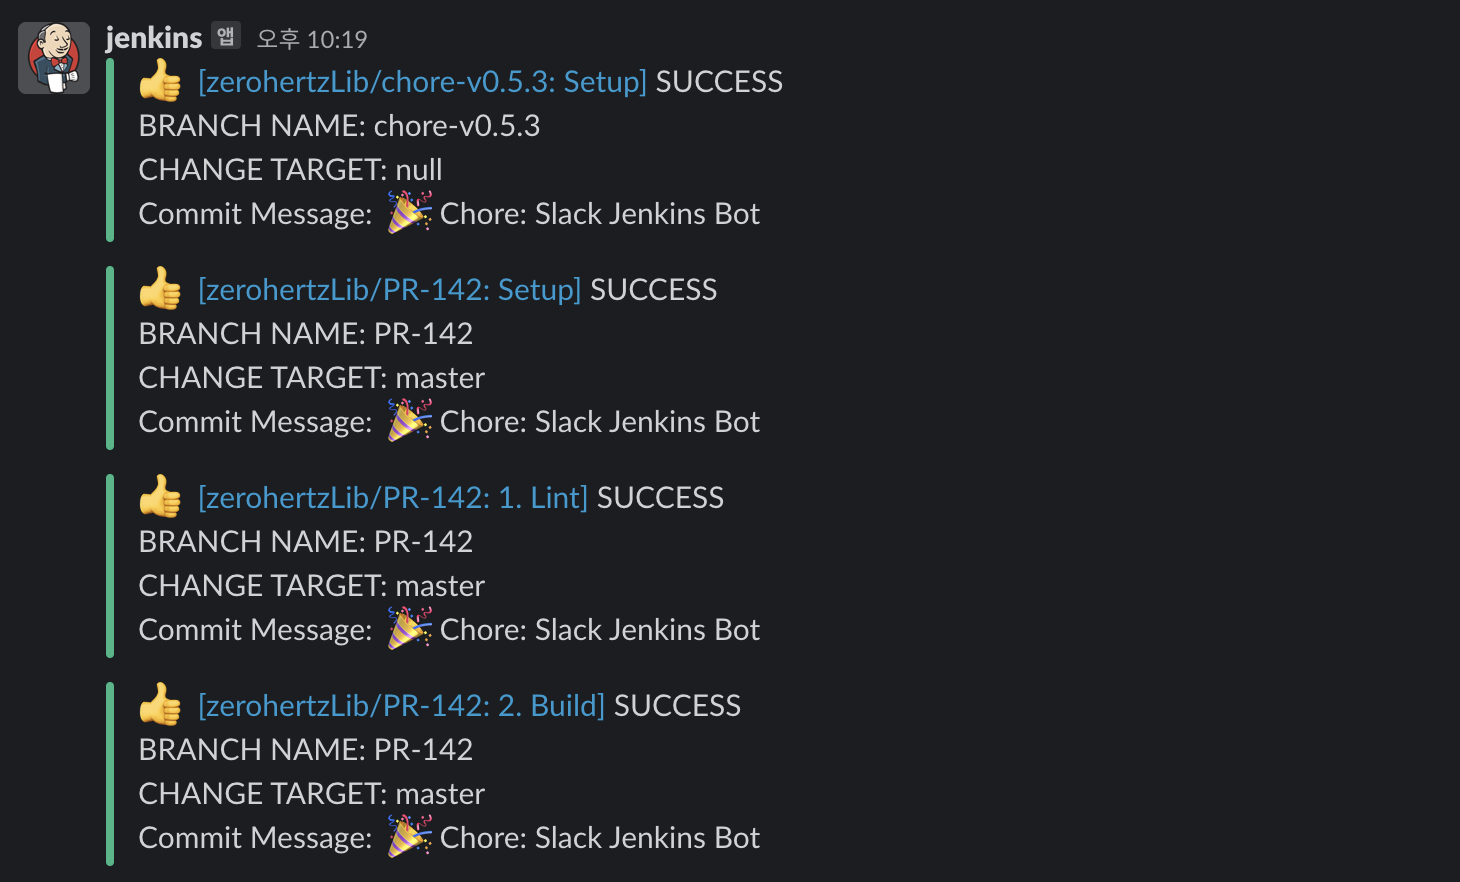 jenkins 앱 오후 10:19
👍 [zerohertzLib/chore-v0.5.3: Setup] SUCCESS
BRANCH NAME: chore-v0.5.3
CHANGE TARGET: null
Commit Message: 🎉 Chore: Slack Jenkins Bot
👍 [zerohertzLib/PR-142: Setup] SUCCESS
BRANCH NAME: PR-142
CHANGE TARGET: master
Commit Message: 🎉 Chore: Slack Jenkins Bot
👍 [zerohertzLib/PR-142: 1. Lint] SUCCESS
BRANCH NAME: PR-142
CHANGE TARGET: master
Commit Message: 🎉 Chore: Slack Jenkins Bot
👍 [zerohertzLib/PR-142: 2. Build] SUCCESS
BRANCH NAME: PR-142
CHANGE TARGET: master
Commit Message: 🎉 Chore: Slack Jenkins Bot